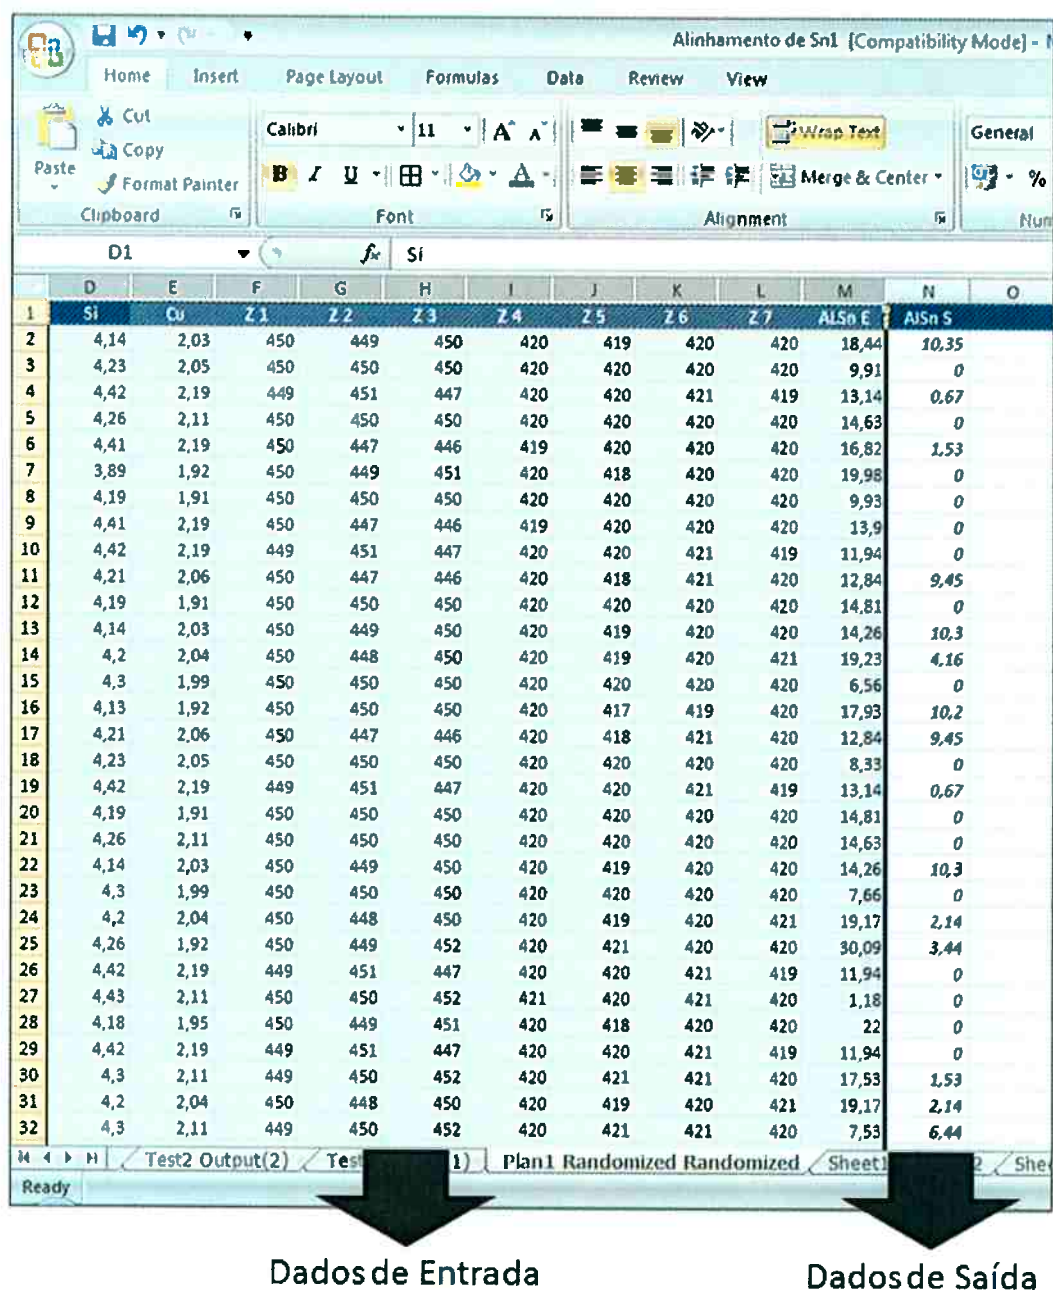 Alinhamento de Sn1 [Compatibility Mode] -
Home Insert Page Layout Formulas Data Review View
Paste
Cut
Copy
Format Painter
Clipboard
Calibri 11 A A
B I U A
Font
Wrap Text
Merge & Center
Alignment
General
%
Num
D1 fx Si
D E F G H I J K L M N O
1 Si Cu Z 1 Z 2 Z 3 Z 4 Z 5 Z 6 Z 7 ALSn E AlSn S
2 4,14 2,03 450 449 450 420 419 420 420 18,44 10,35
3 4,23 2,05 450 450 450 420 420 420 420 9,91 0
4 4,42 2,19 449 451 447 420 420 421 419 13,14 0,67
5 4,26 2,11 450 450 450 420 420 420 420 14,63 0
6 4,41 2,19 450 447 446 419 420 420 420 16,82 1,53
7 3,89 1,92 450 449 451 420 418 420 420 19,98 0
8 4,19 1,91 450 450 450 420 420 420 420 9,93 0
9 4,41 2,19 450 447 446 419 420 420 420 13,9 0
10 4,42 2,19 449 451 447 420 420 421 419 11,94 0
11 4,21 2,06 450 447 446 420 418 421 420 12,84 9,45
12 4,19 1,91 450 450 450 420 420 420 420 14,81 0
13 4,14 2,03 450 449 450 420 419 420 420 14,26 10,3
14 4,2 2,04 450 448 450 420 419 420 421 19,23 4,16
15 4,3 1,99 450 450 450 420 420 420 420 6,56 0
16 4,13 1,92 450 450 450 420 417 419 420 17,93 10,2
17 4,21 2,06 450 447 446 420 418 421 420 12,84 9,45
18 4,23 2,05 450 450 450 420 420 420 420 8,33 0
19 4,42 2,19 449 451 447 420 420 421 419 13,14 0,67
20 4,19 1,91 450 450 450 420 420 420 420 14,81 0
21 4,26 2,11 450 450 450 420 420 420 420 14,63 0
22 4,14 2,03 450 449 450 420 419 420 420 14,26 10,3
23 4,3 1,99 450 450 450 420 420 420 420 7,66 0
24 4,2 2,04 450 448 450 420 419 420 421 19,17 2,14
25 4,26 1,92 450 449 452 420 421 420 420 30,09 3,44
26 4,42 2,19 449 451 447 420 420 421 419 11,94 0
27 4,43 2,11 450 450 452 421 420 421 420 1,18 0
28 4,18 1,95 450 449 451 420 418 420 420 22 0
29 4,42 2,19 449 451 447 420 420 421 419 11,94 0
30 4,3 2,11 449 450 452 420 421 421 420 17,53 1,53
31 4,2 2,04 450 448 450 420 419 420 421 19,17 2,14
32 4,3 2,11 449 450 452 420 421 421 420 7,53 6,44
Test2 Output(2) Tes 1) Plan1 Randomized Randomized Sheet1 2 Shee
Ready
Dados de Entrada
Dados de Saída